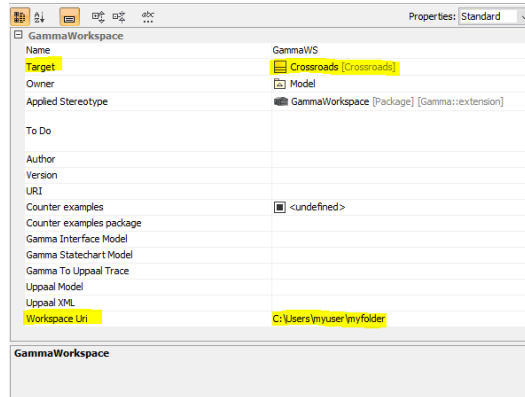 abc
Properties: Standard
GammaWorkspace
Name GammaWS
Target Crossroads [Crossroads]
Owner Model
Applied Stereotype GammaWorkspace [Package] [Gamma::extension]
To Do
Author
Version
URI
Counter examples <undefined>
Counter examples package
Gamma Interface Model
Gamma Statechart Model
Gamma To Uppaal Trace
Uppaal Model
Uppaal XML
Workspace Uri C:\Users\myuser\myfolder
GammaWorkspace